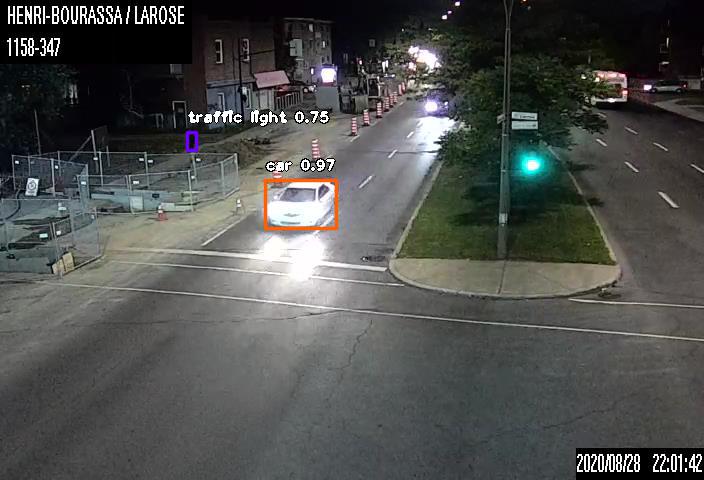 HENRI-BOURASSA / LAROSE
1158-347
traffic light 0.75
car 0.97
2020/08/28 22:01:42